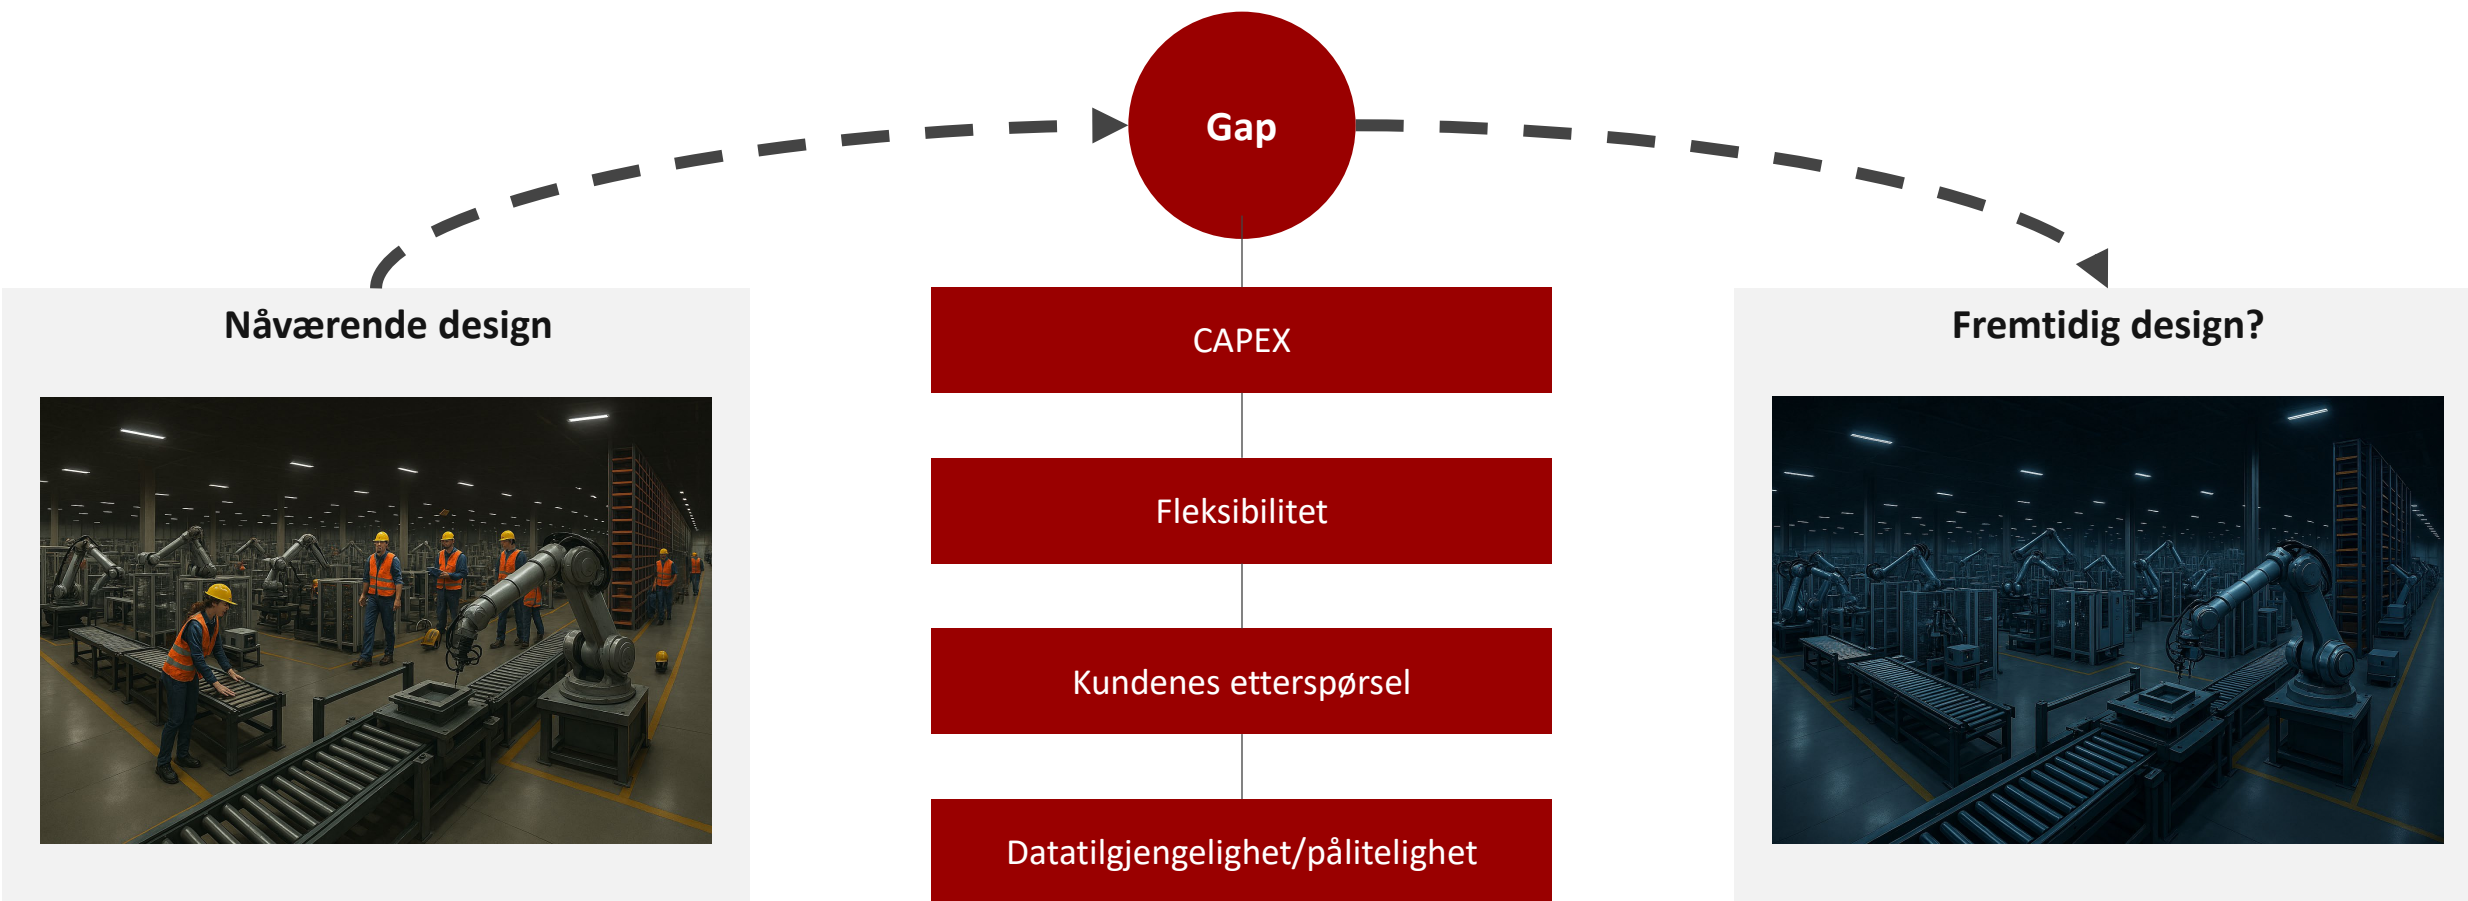 Gap
Nåværende design
CAPEX
Fleksibilitet
Kundenes etterspørsel
Datatilgjengelighet/pålitelighet
Fremtidig design?